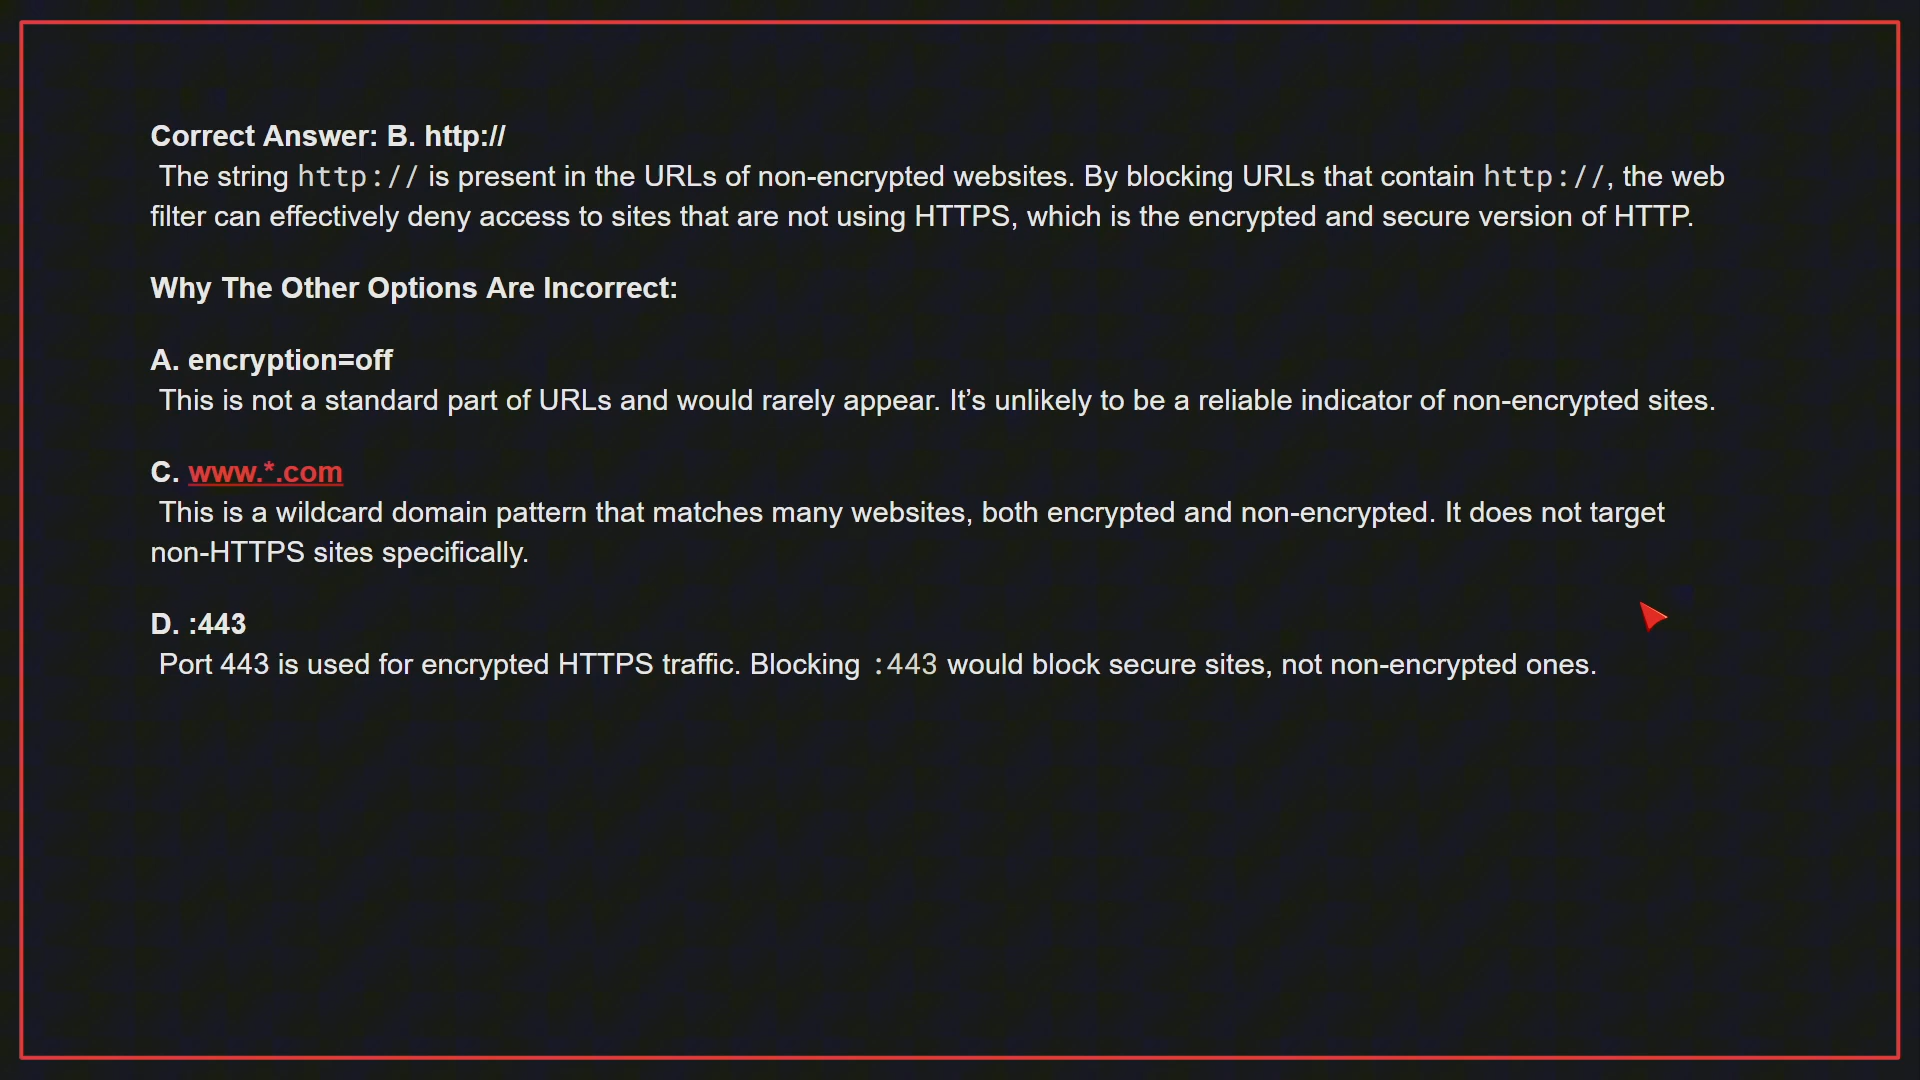 Correct Answer: B. http://
The string http:// is present in the URLs of non-encrypted websites. By blocking URLs that contain http://, the web
filter can effectively deny access to sites that are not using HTTPS, which is the encrypted and secure version of HTTP.
Why The Other Options Are Incorrect:
A. encryption=off
This is not a standard part of URLs and would rarely appear. It’s unlikely to be a reliable indicator of non-encrypted sites.
C. www.*.com
This is a wildcard domain pattern that matches many websites, both encrypted and non-encrypted. It does not target
non-HTTPS sites specifically.
D. :443
Port 443 is used for encrypted HTTPS traffic. Blocking :443 would block secure sites, not non-encrypted ones.